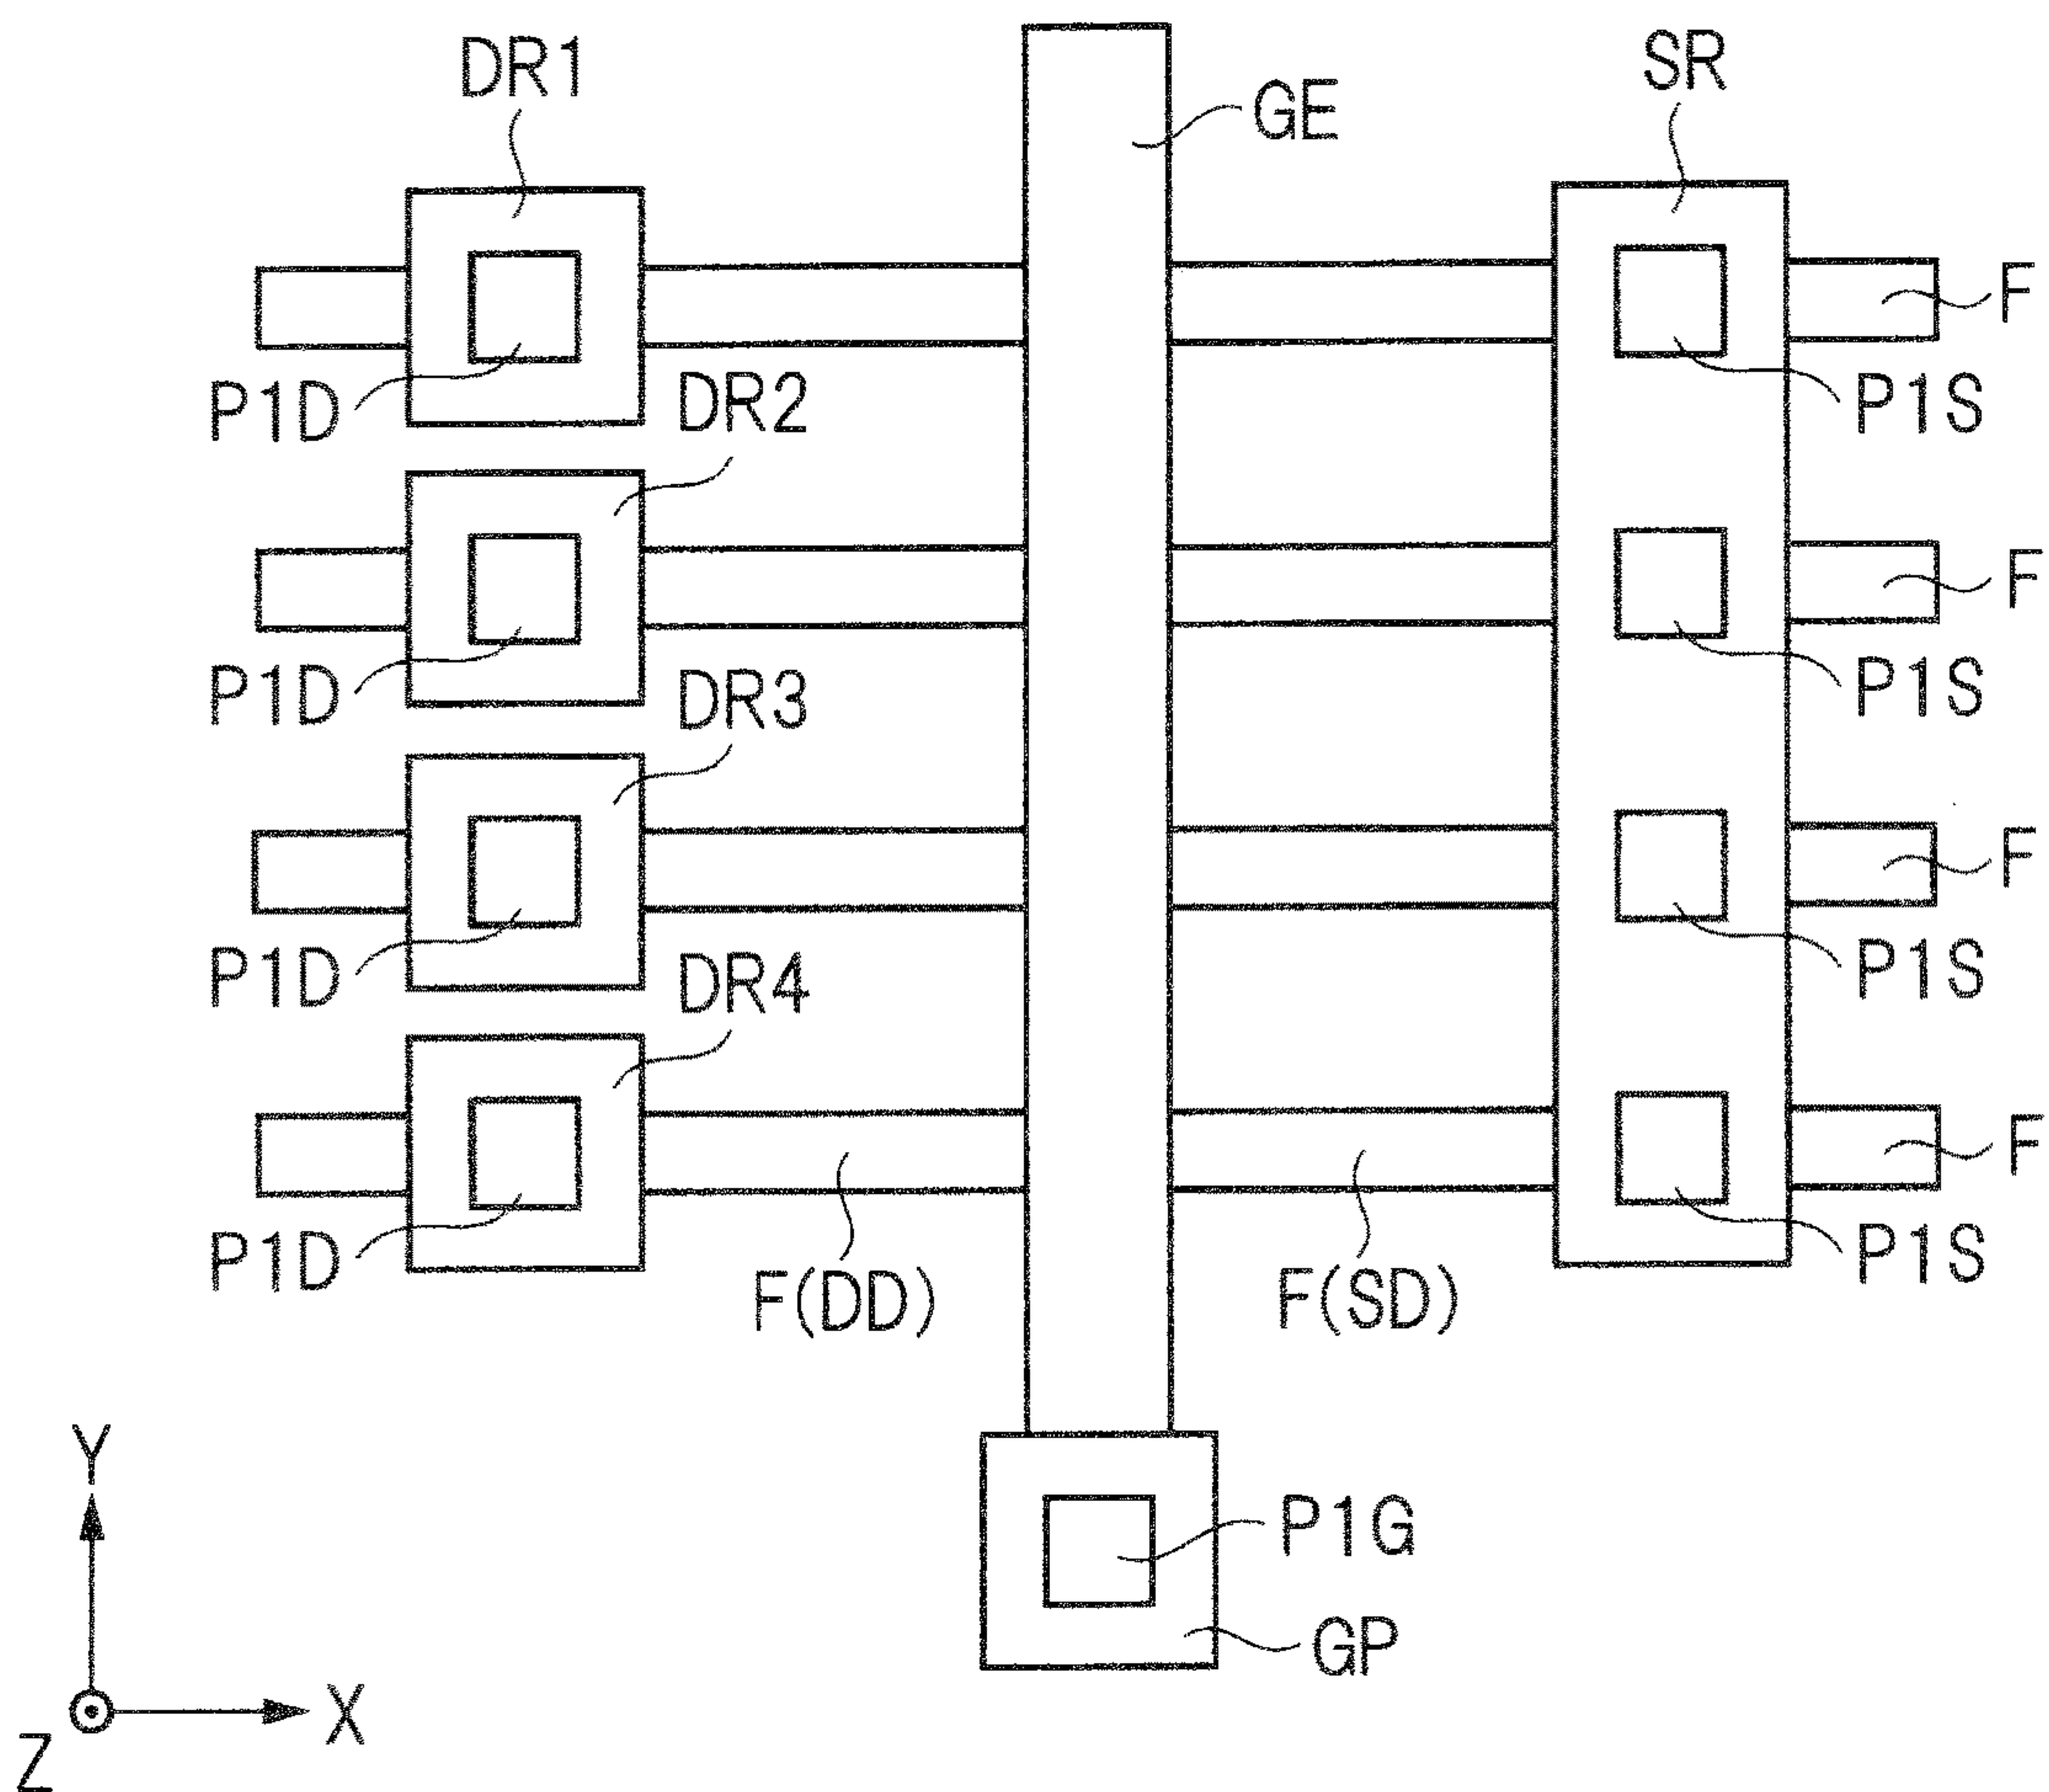 DR1
SR
GE
F
P1D
DR2
P1S
F
P1D
DR3
P1S
F
P1D
DR4
P1S
F
P1D
F(DD)
F(SD)
P1S
Y
P1G
GP
X
Z